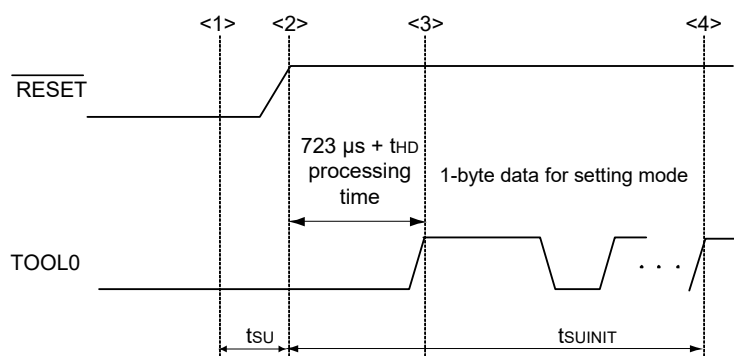 <1> <2> <3> <4>
RESET
723 µs + tHD
processing
time
1-byte data for setting mode
TOOL0
. . .
tSU tSUINIT